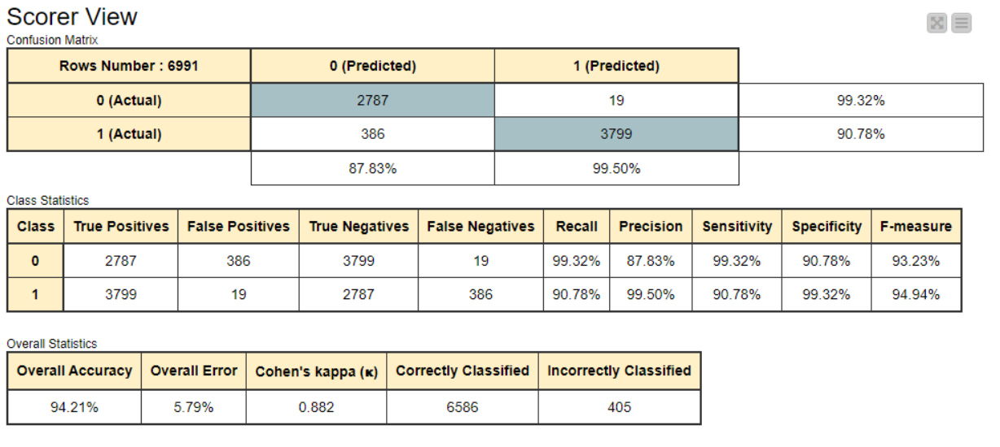 Scorer View
Confusion Matrix
Rows Number : 6991 0 (Predicted) 1 (Predicted)
0 (Actual) 2787 19 99.32%
1 (Actual) 386 3799 90.78%
87.83% 99.50%
Class Statistics
Class True Positives False Positives True Negatives False Negatives Recall Precision Sensitivity Specificity F-measure
0 2787 386 3799 19 99.32% 87.83% 99.32% 90.78% 93.23%
1 3799 19 2787 386 90.78% 99.50% 90.78% 99.32% 94.94%
Overall Statistics
Overall Accuracy Overall Error Cohen's kappa (κ) Correctly Classified Incorrectly Classified
94.21% 5.79% 0.882 6586 405